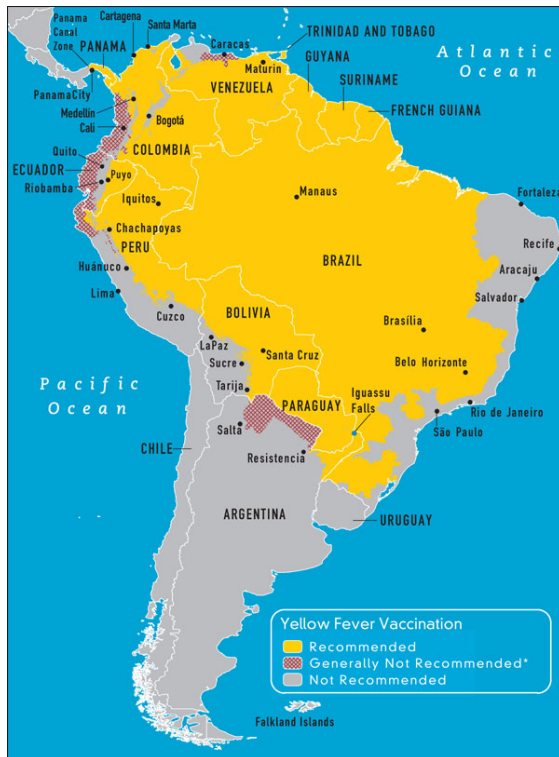 Cartagena
Santa Marta
Panama
Canal
Zone
PANAMA
PanamaCity
Caracas
Maturin
TRINIDAD AND TOBAGO
GUYANA
SURINAME
FRENCH GUIANA
Atlantic
Ocean
VENEZUELA
Medellín
Bogotá
Cali
COLOMBIA
Quito
ECUADOR
Puyo
Riobamba
Iquitos
Manaus
Fortaleza
Chachapoyas
PERU
BRAZIL
Recife
Huánuco
Aracaju
Lima
Salvador
Cuzco
BOLIVIA
Brasília
LaPaz
Santa Cruz
Sucre
Belo Horizonte
Pacific
Ocean
Tarija
PARAGUAY
Iguassu
Falls
Rio de Janeiro
São Paulo
Salta
CHILE
Resistencia
ARGENTINA
URUGUAY
Yellow Fever Vaccination
Recommended
Generally Not Recommended*
Not Recommended
Falkland Islands